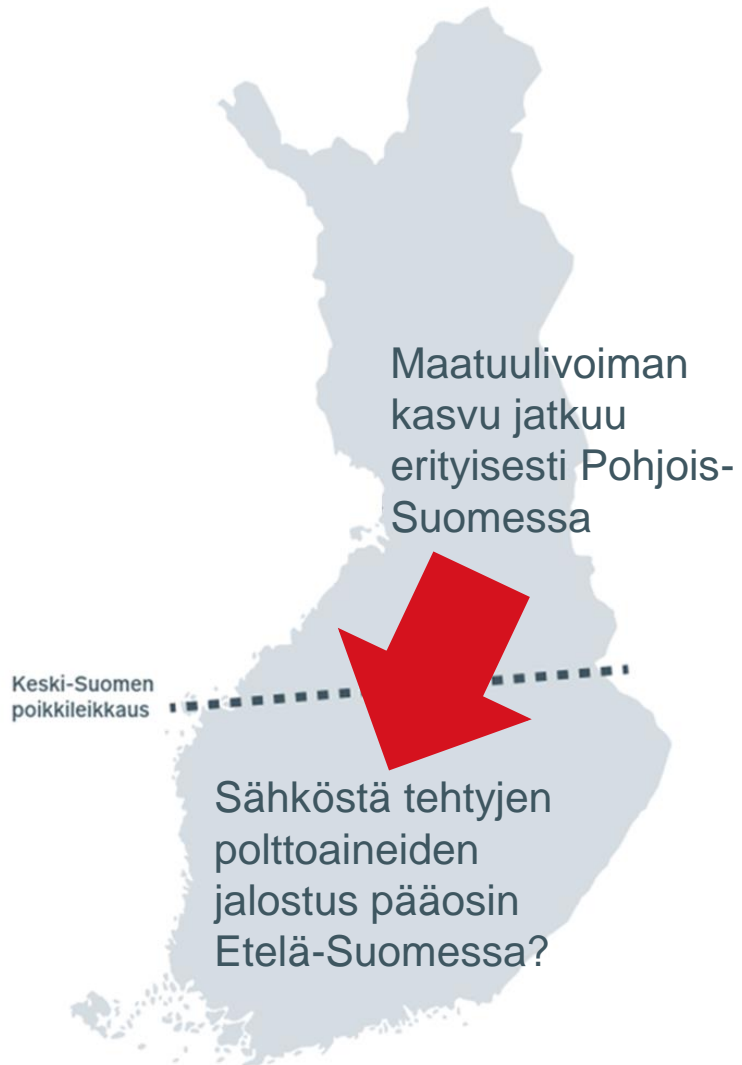 Maatuulivoiman
kasvu jatkuu
erityisesti Pohjois-
Suomessa
Keski-Suomen
poikkileikkaus
Sähköstä tehtyjen
polttoaineiden
jalostus pääosin
Etelä-Suomessa?